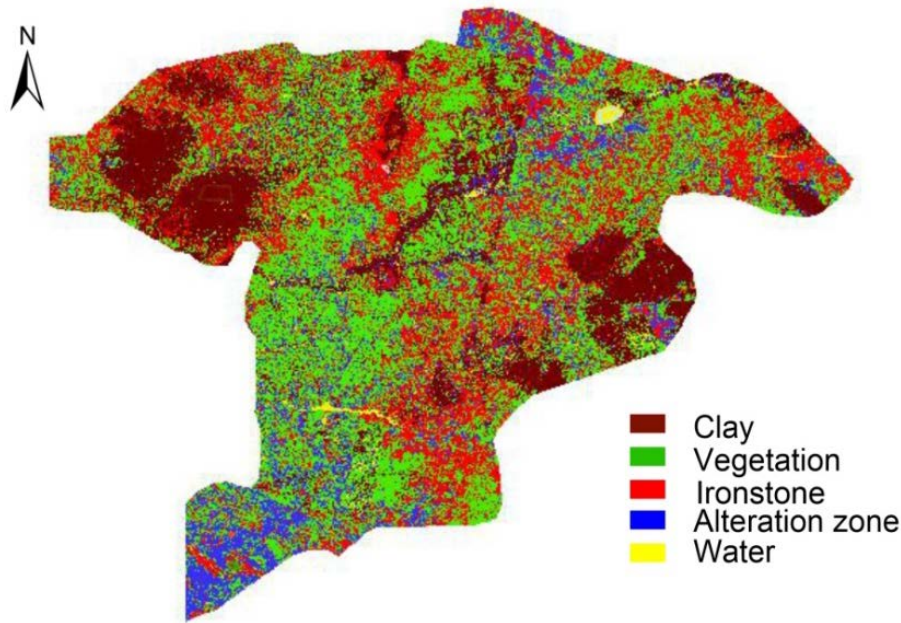 N
Clay
Vegetation
Ironstone
Alteration zone
Water